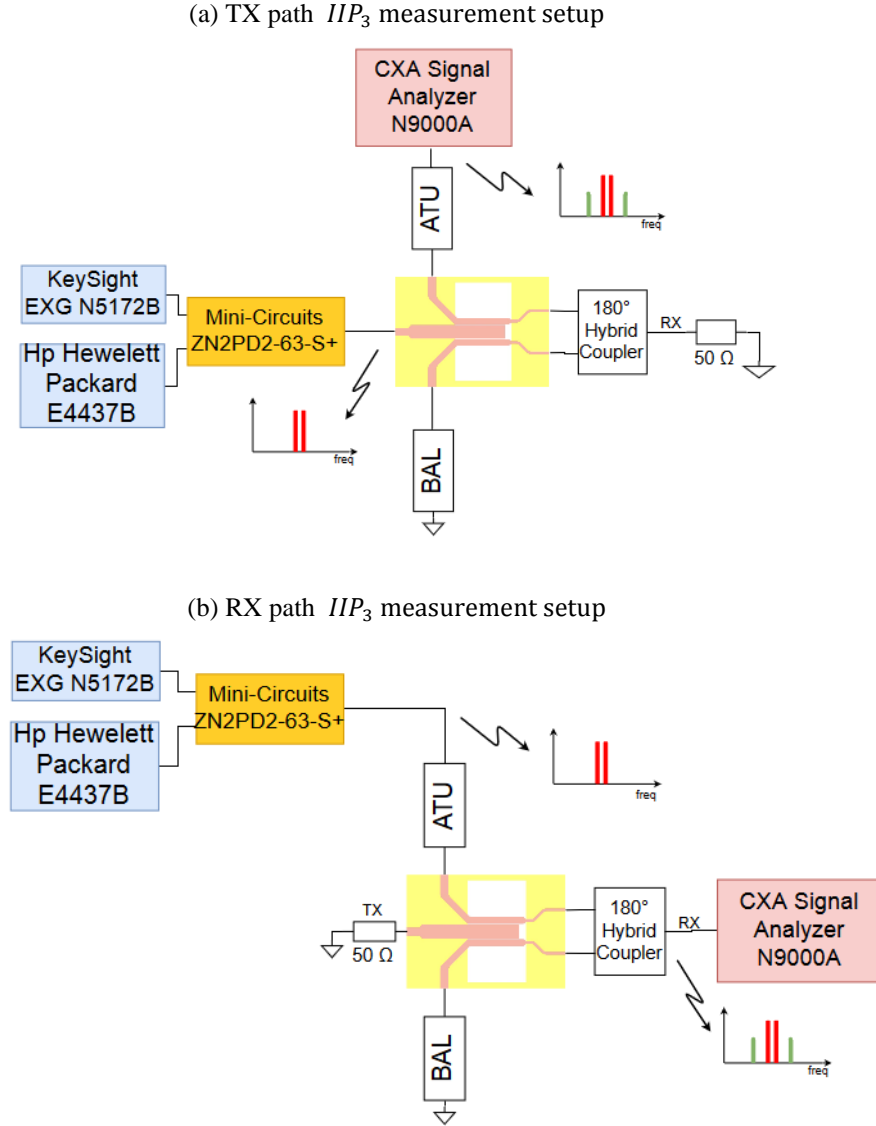 (a) TX path IIP₃ measurement setup
CXA Signal
Analyzer
N9000A
ATU
freq
KeySight
EXG N5172B
Mini-Circuits
ZN2PD2-63-S+
Hp Hewelett
Packard
E4437B
180°
Hybrid
Coupler
RX
50 Ω
freq
BAL
(b) RX path IIP₃ measurement setup
KeySight
EXG N5172B
Mini-Circuits
ZN2PD2-63-S+
Hp Hewelett
Packard
E4437B
freq
ATU
TX
50 Ω
180°
Hybrid
Coupler
RX
CXA Signal
Analyzer
N9000A
BAL
freq